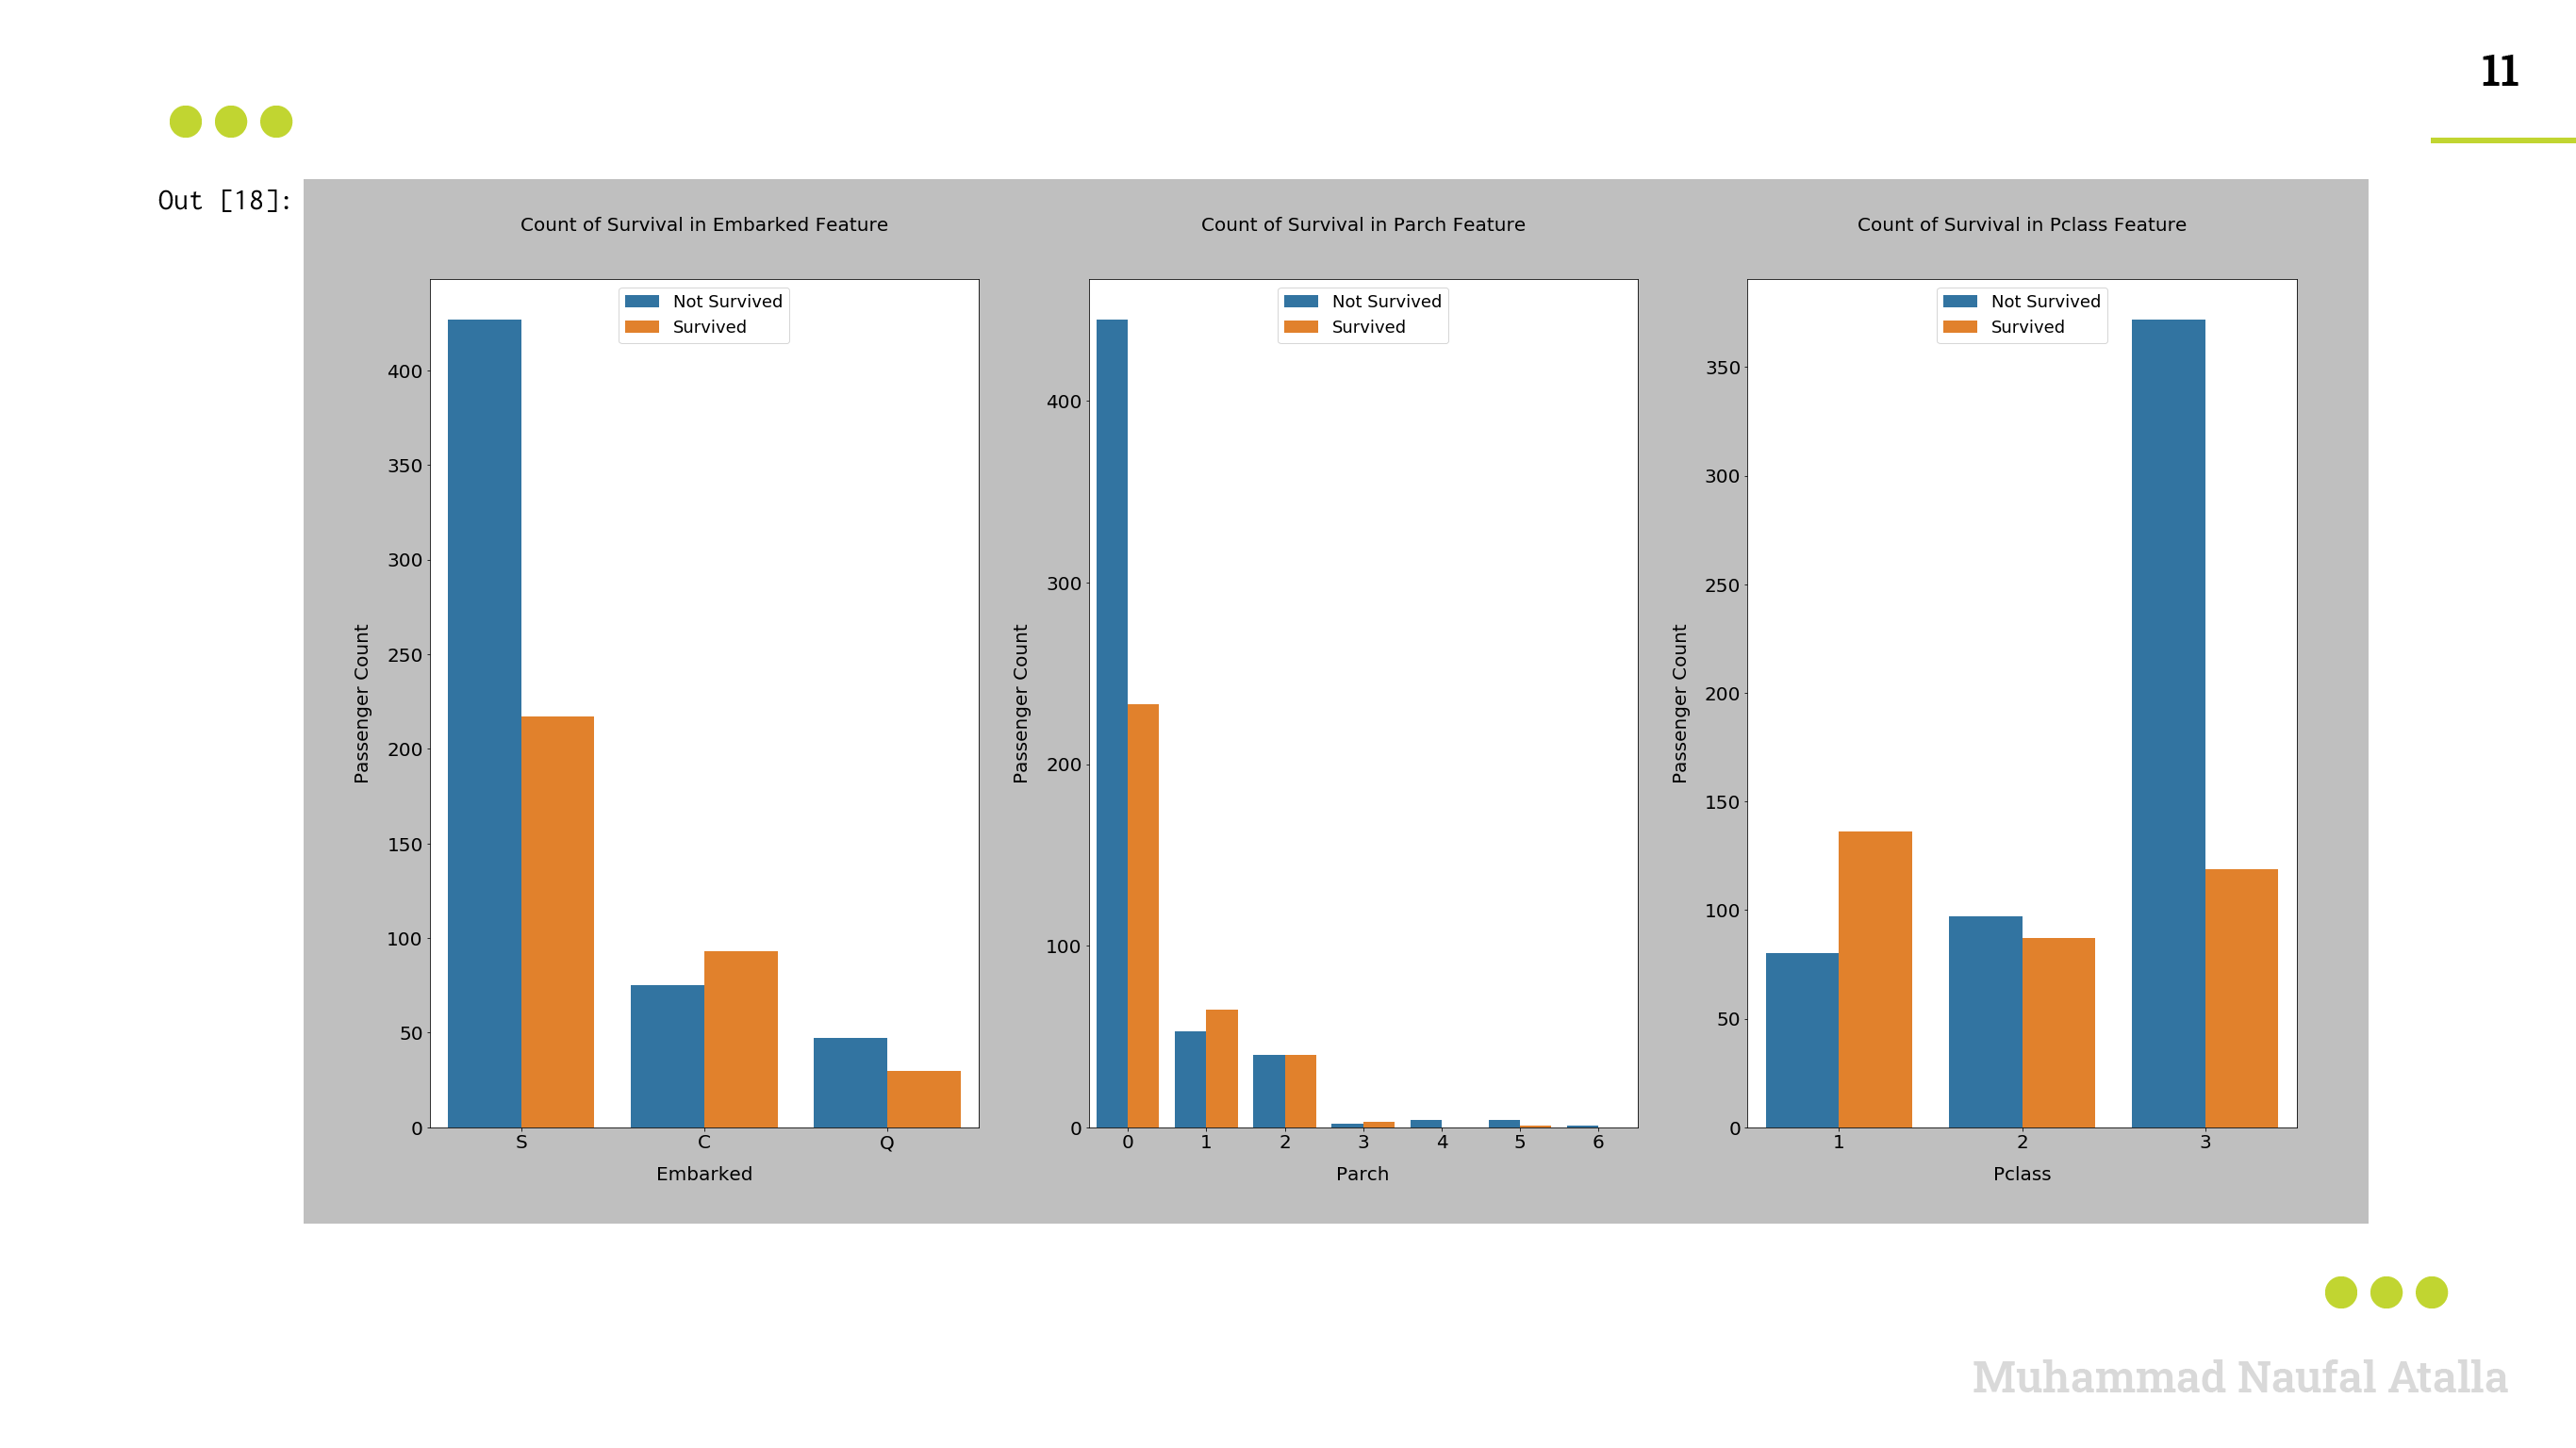 11
Out [18]:
Count of Survival in Embarked Feature
Not Survived
Survived
400
350
300
250
200
150
100
50
0
Passenger Count
S C Q
Embarked
Count of Survival in Parch Feature
Not Survived
Survived
400
300
200
100
0
Passenger Count
0 1 2 3 4 5 6
Parch
Count of Survival in Pclass Feature
Not Survived
Survived
350
300
250
200
150
100
50
0
Passenger Count
1 2 3
Pclass
Muhammad Naufal Atalla